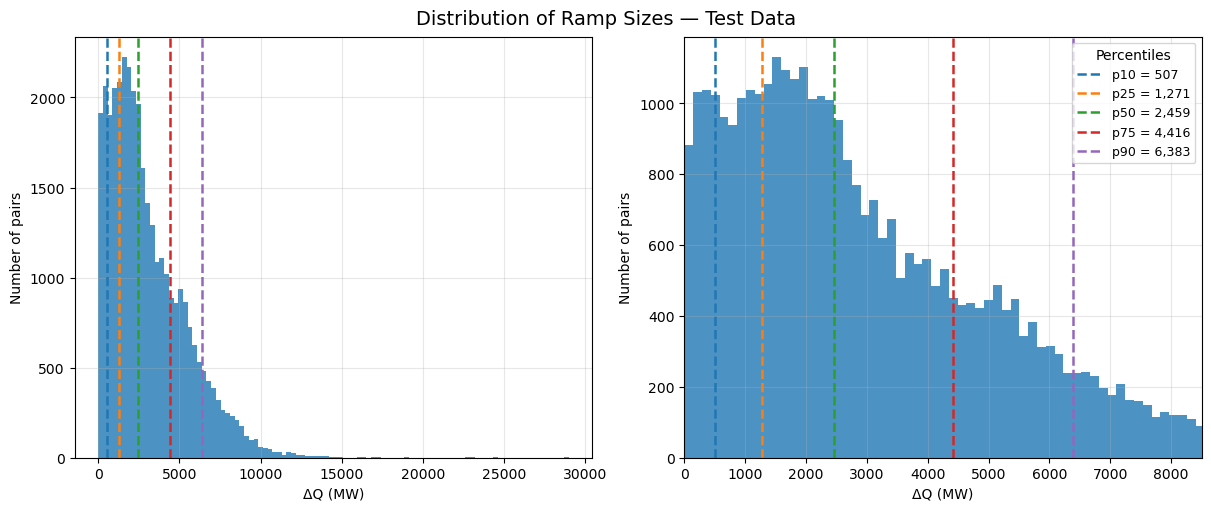 Distribution of Ramp Sizes — Test Data
Number of pairs
2000
1500
1000
500
0
0
5000
10000
15000
20000
25000
30000
ΔQ (MW)
Number of pairs
1000
800
600
400
200
0
0
1000
2000
3000
4000
5000
6000
7000
8000
ΔQ (MW)
Percentiles
p10 = 507
p25 = 1,271
p50 = 2,459
p75 = 4,416
p90 = 6,383